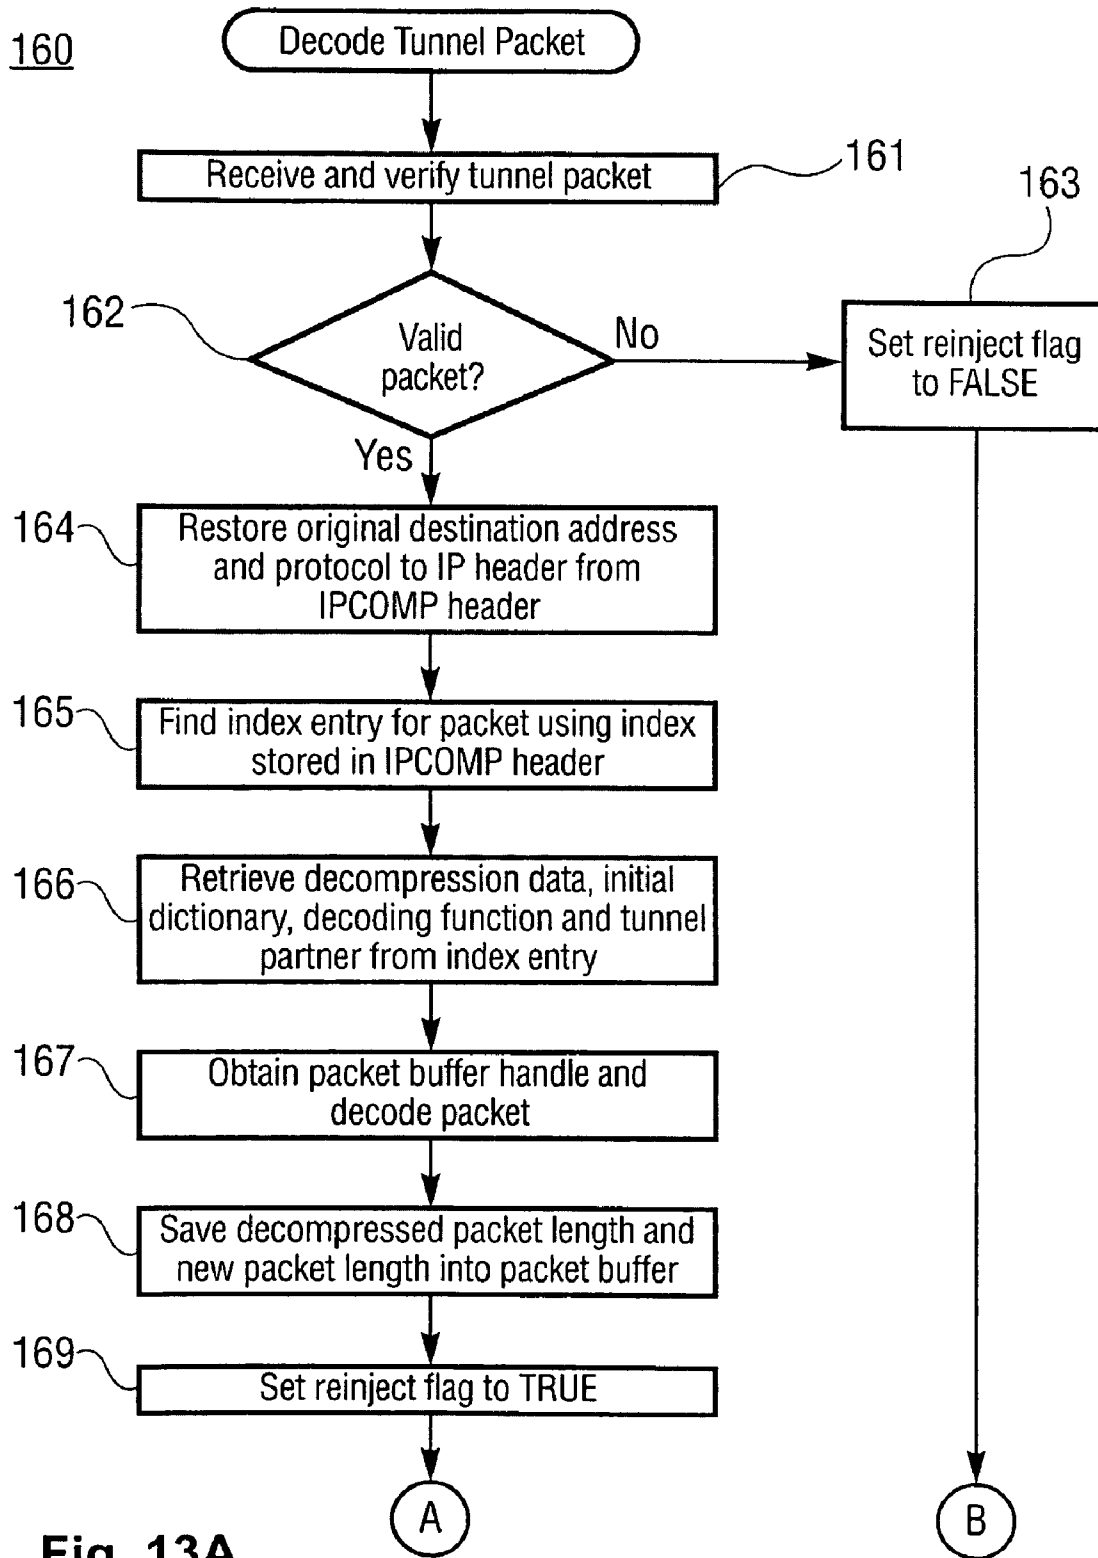 160
Decode Tunnel Packet
Receive and verify tunnel packet
161
163
162
Valid
packet?
No
Set reinject flag
to FALSE
Yes
164
Restore original destination address
and protocol to IP header from
IPCOMP header
165
Find index entry for packet using index
stored in IPCOMP header
166
Retrieve decompression data, initial
dictionary, decoding function and tunnel
partner from index entry
167
Obtain packet buffer handle and
decode packet
168
Save decompressed packet length and
new packet length into packet buffer
169
Set reinject flag to TRUE
A
B
Fig. 13A